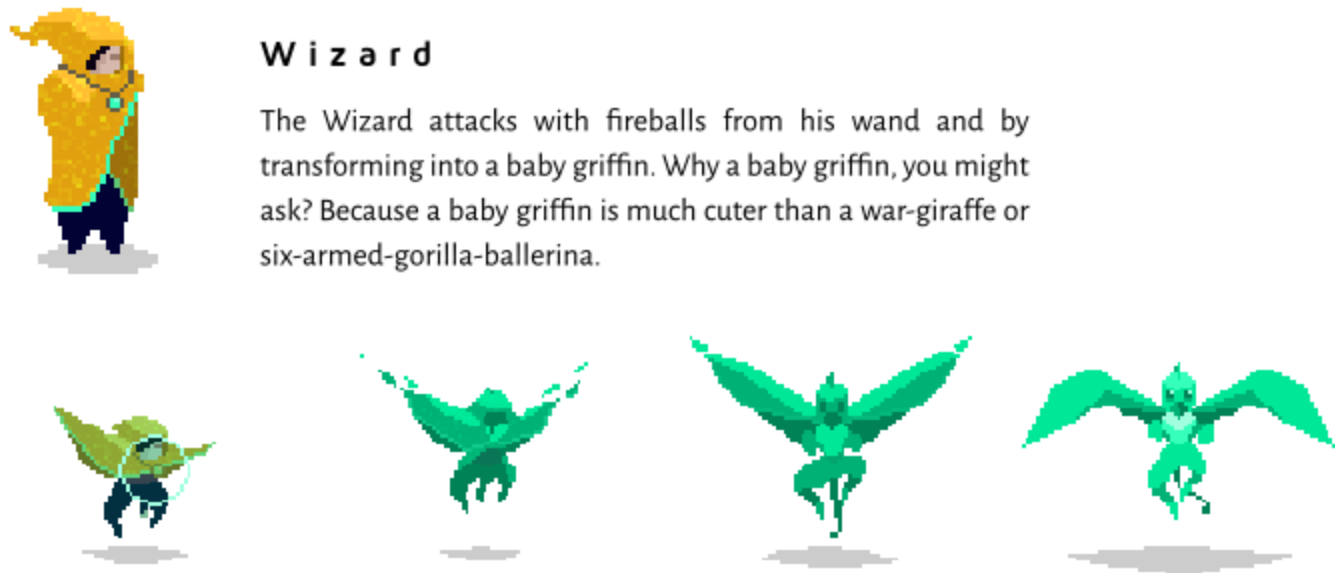 Wizard
The Wizard attacks with fireballs from his wand and by
transforming into a baby griffin. Why a baby griffin, you might
ask? Because a baby griffin is much cuter than a war-giraffe or
six-armed-gorilla-ballerina.